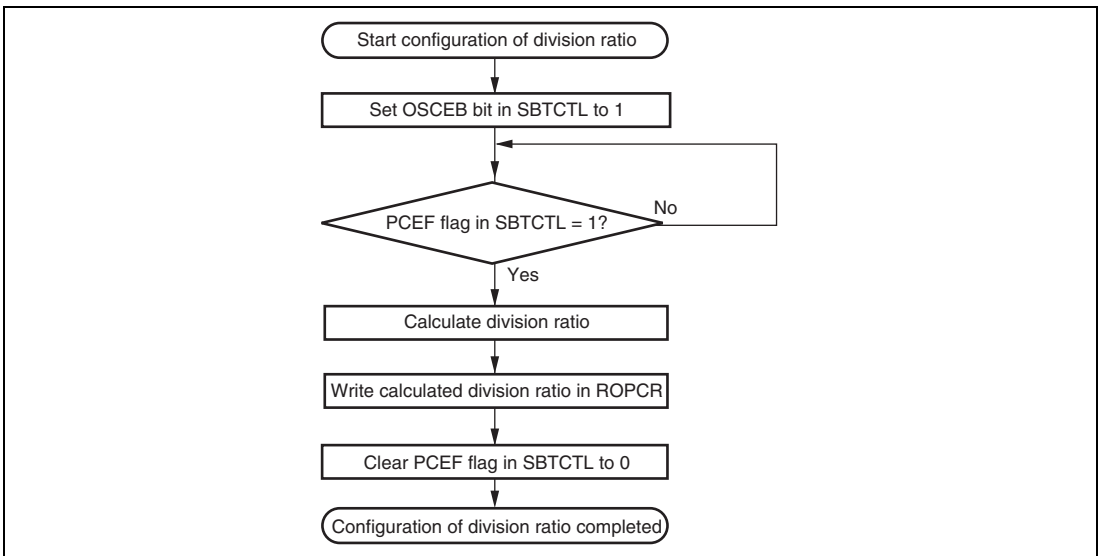 Start configuration of division ratio
Set OSCEB bit in SBTCTL to 1
PCEF flag in SBTCTL = 1?
No
Yes
Calculate division ratio
Write calculated division ratio in ROPCR
Clear PCEF flag in SBTCTL to 0
Configuration of division ratio completed